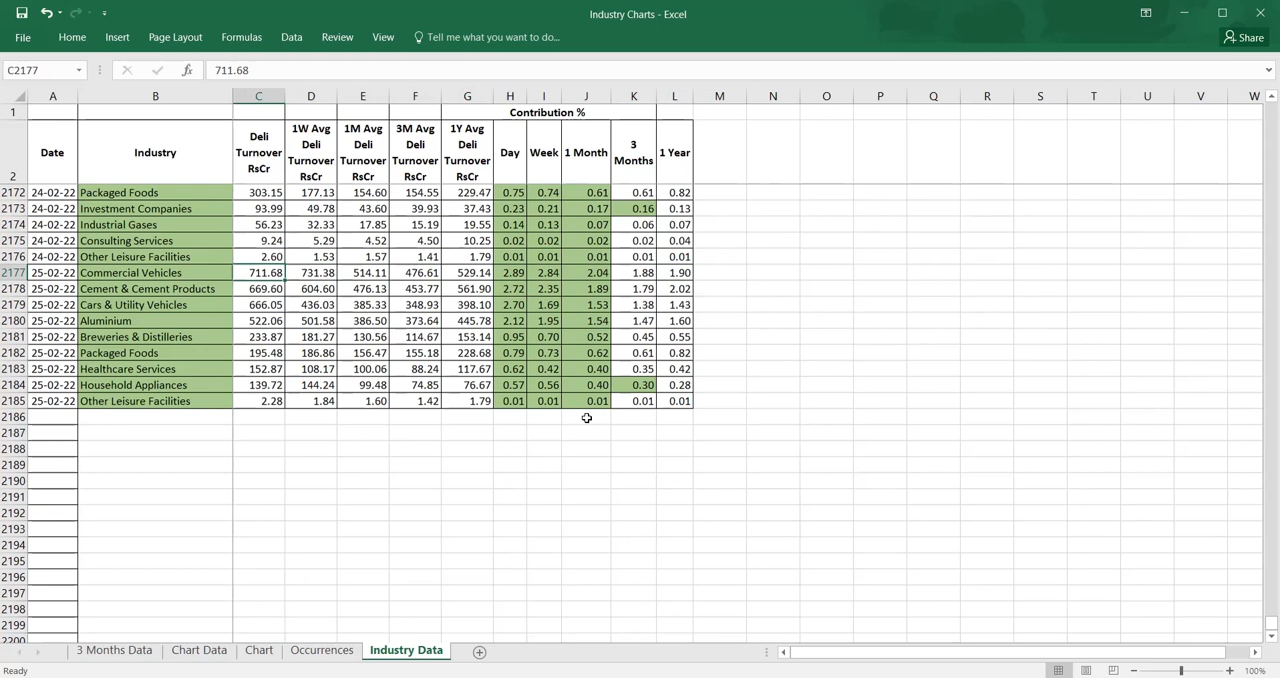 Industry Charts - Excel
File Home Insert Page Layout Formulas Data Review View Tell me what you want to do... Share
C2177 fx 711.68
A B C D E F G H I J K L M N O P Q R S T U V W
1 Contribution %
2 Date Industry Deli Turnover RsCr 1W Avg Deli Turnover RsCr 1M Avg Deli Turnover RsCr 3M Avg Deli Turnover RsCr 1Y Avg Deli Turnover RsCr Day Week 1 Month 3 Months 1 Year
2172 24-02-22 Packaged Foods 303.15 177.13 154.60 154.55 229.47 0.75 0.74 0.61 0.61 0.82
2173 24-02-22 Investment Companies 93.99 49.78 43.60 39.93 37.43 0.23 0.21 0.17 0.16 0.13
2174 24-02-22 Industrial Gases 56.23 32.33 17.85 15.19 19.55 0.14 0.13 0.07 0.06 0.07
2175 24-02-22 Consulting Services 9.24 5.29 4.52 4.50 10.25 0.02 0.02 0.02 0.02 0.04
2176 24-02-22 Other Leisure Facilities 2.60 1.53 1.57 1.41 1.79 0.01 0.01 0.01 0.01 0.01
2177 25-02-22 Commercial Vehicles 711.68 731.38 514.11 476.61 529.14 2.89 2.84 2.04 1.88 1.90
2178 25-02-22 Cement & Cement Products 669.60 604.60 476.13 453.77 561.90 2.72 2.35 1.89 1.79 2.02
2179 25-02-22 Cars & Utility Vehicles 666.05 436.03 385.33 348.93 398.10 2.70 1.69 1.53 1.38 1.43
2180 25-02-22 Aluminium 522.06 501.58 386.50 373.64 445.78 2.12 1.95 1.54 1.47 1.60
2181 25-02-22 Breweries & Distilleries 233.87 181.27 130.56 114.67 153.14 0.95 0.70 0.52 0.45 0.55
2182 25-02-22 Packaged Foods 195.48 186.86 156.47 155.18 228.68 0.79 0.73 0.62 0.61 0.82
2183 25-02-22 Healthcare Services 152.87 108.17 100.06 88.24 117.67 0.62 0.42 0.40 0.35 0.42
2184 25-02-22 Household Appliances 139.72 144.24 99.48 74.85 76.67 0.57 0.56 0.40 0.30 0.28
2185 25-02-22 Other Leisure Facilities 2.28 1.84 1.60 1.42 1.79 0.01 0.01 0.01 0.01 0.01
2186
2187
2188
2189
2190
2191
2192
2193
2194
2195
2196
2197
2198
2199
2200
3 Months Data Chart Data Chart Occurrences Industry Data
Ready 100%